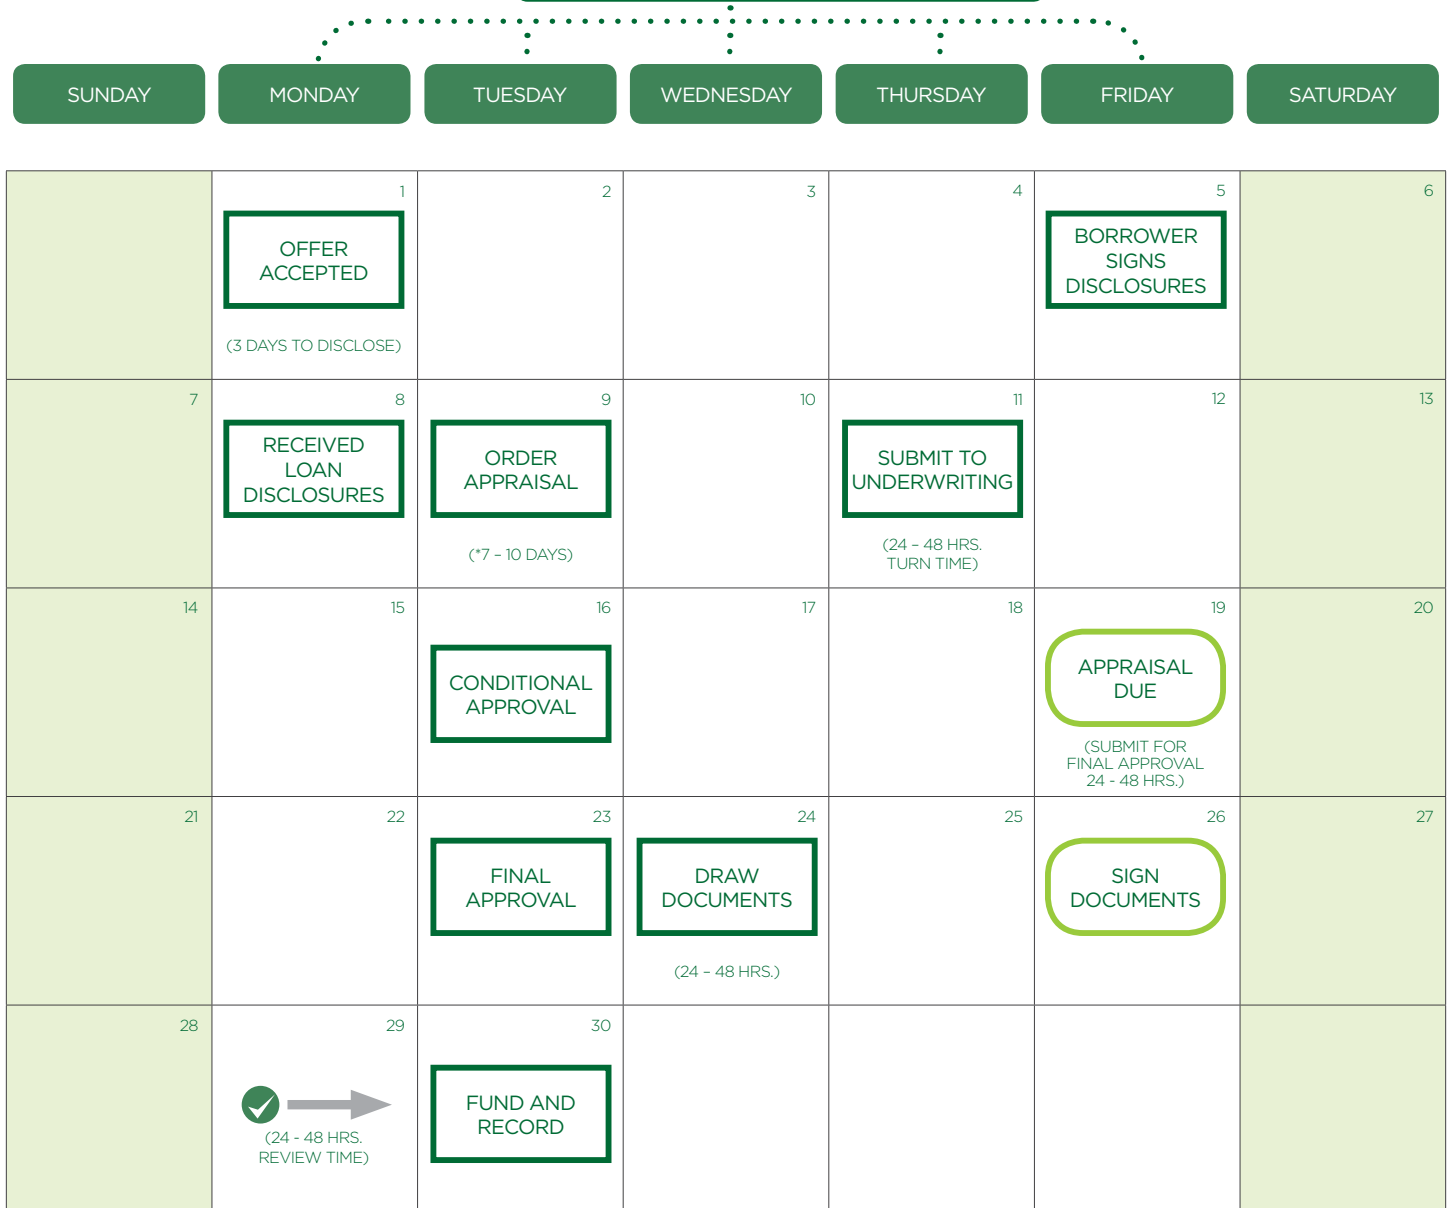 SUNDAY
MONDAY
TUESDAY
WEDNESDAY
THURSDAY
FRIDAY
SATURDAY
1
OFFER
ACCEPTED
(3 DAYS TO DISCLOSE)
2
3
4
5
BORROWER
SIGNS
DISCLOSURES
6
7
8
RECEIVED
LOAN
DISCLOSURES
9
ORDER
APPRAISAL
(*7 – 10 DAYS)
10
11
SUBMIT TO
UNDERWRITING
(24 – 48 HRS.
TURN TIME)
12
13
14
15
16
CONDITIONAL
APPROVAL
17
18
19
APPRAISAL
DUE
(SUBMIT FOR
FINAL APPROVAL
24 - 48 HRS.)
20
21
22
23
FINAL
APPROVAL
24
DRAW
DOCUMENTS
(24 – 48 HRS.)
25
26
SIGN
DOCUMENTS
27
28
29
(24 - 48 HRS.
REVIEW TIME)
30
FUND AND
RECORD